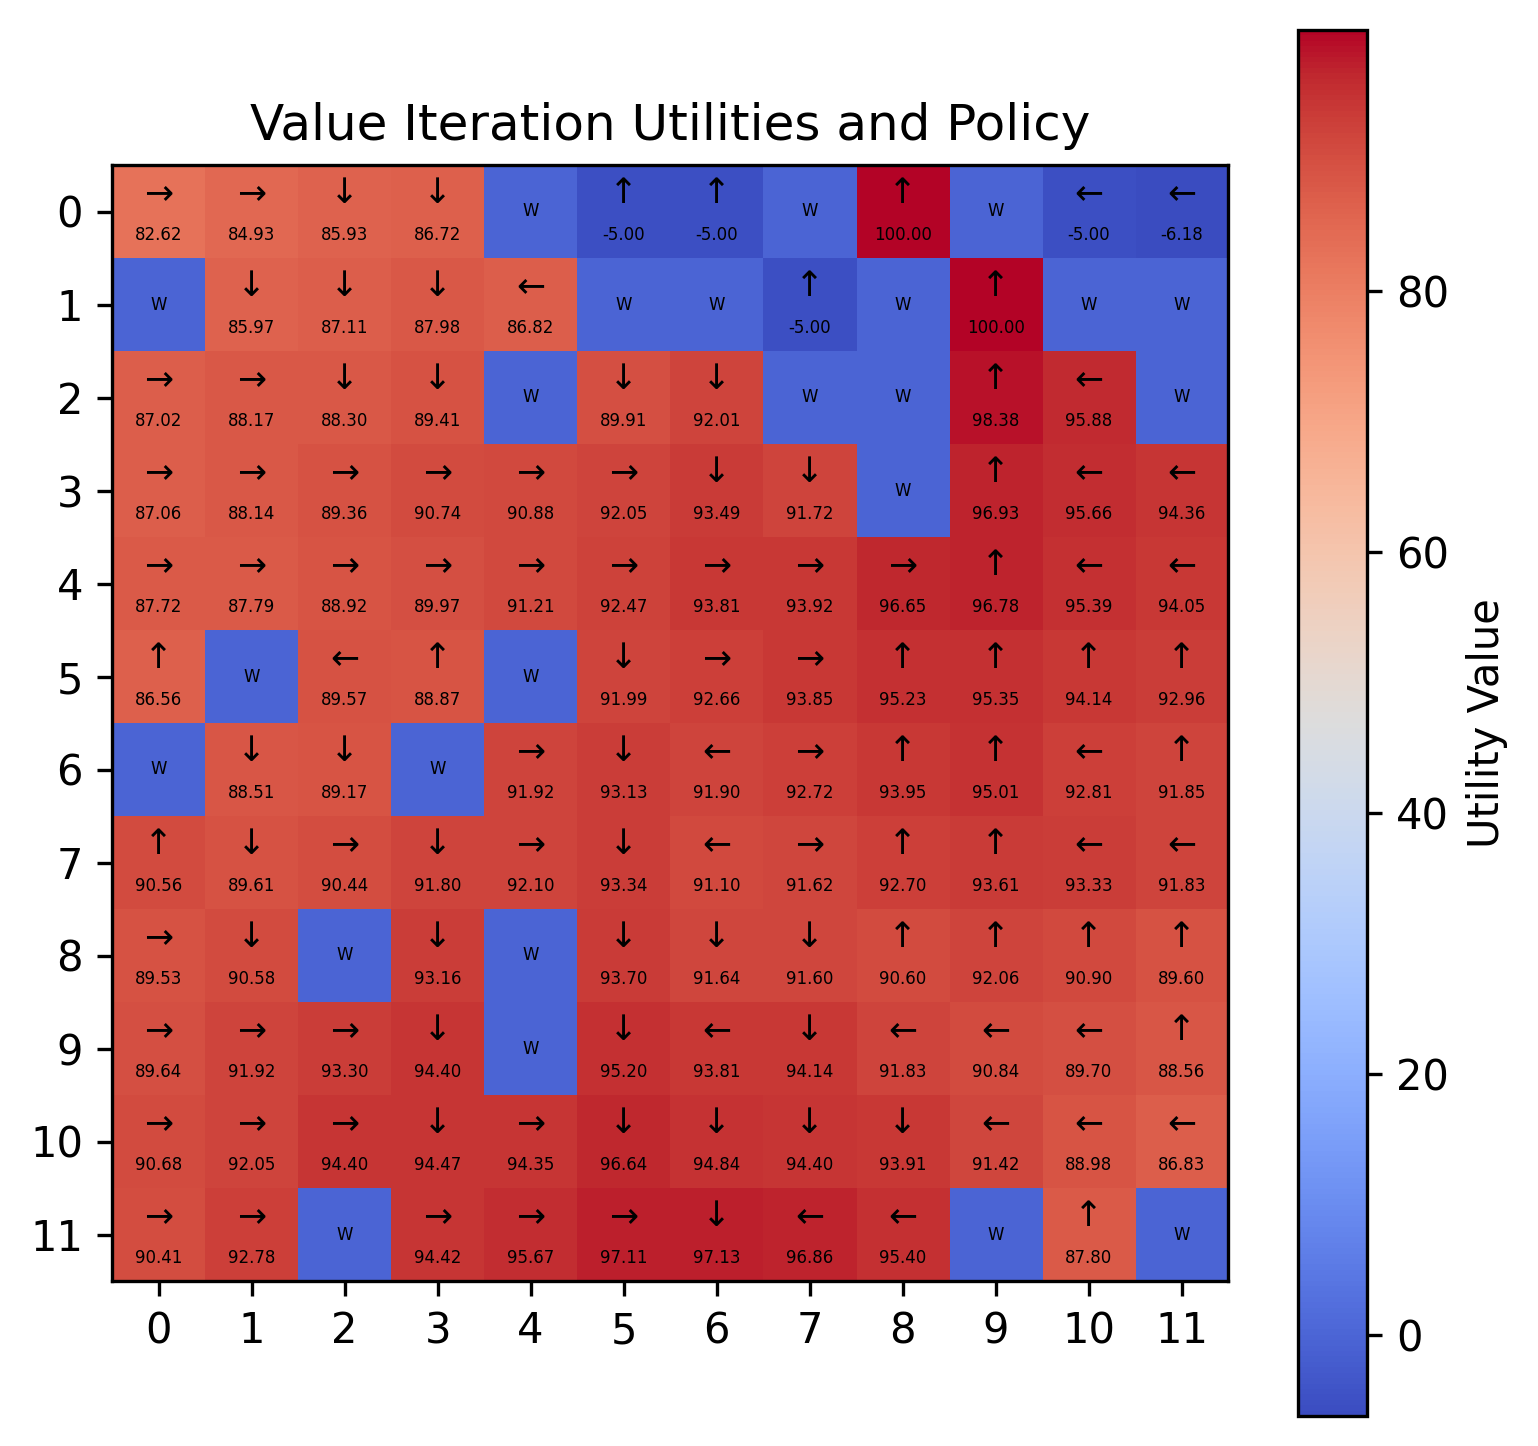 Value Iteration Utilities and Policy
0 → → ↓ ↓ W ↑ ↑ W ↑ W ← ←
82.62 84.93 85.93 86.72 -5.00 -5.00 100.00 -5.00 -6.18
1 W ↓ ↓ ↓ ← W W ↑ W ↑ W W
85.97 87.11 87.98 86.82 -5.00 100.00
2 → → ↓ ↓ W ↓ ↓ W W ↑ ← W
87.02 88.17 88.30 89.41 89.91 92.01 98.38 95.88
3 → → → → → → ↓ ↓ W ↑ ← ←
87.06 88.14 89.36 90.74 90.88 92.05 93.49 91.72 96.93 95.66 94.36
4 → → → → → → → → → ↑ ← ←
87.72 87.79 88.92 89.97 91.21 92.47 93.81 93.92 96.65 96.78 95.39 94.05
5 ↑ W ← ↑ W ↓ → → ↑ ↑ ↑ ↑
86.56 89.57 88.87 91.99 92.66 93.85 95.23 95.35 94.14 92.96
6 W ↓ ↓ W → ↓ ← → ↑ ↑ ← ↑
88.51 89.17 91.92 93.13 91.90 92.72 93.95 95.01 92.81 91.85
7 ↑ ↓ → ↓ → ↓ ← → ↑ ↑ ← ←
90.56 89.61 90.44 91.80 92.10 93.34 91.10 91.62 92.70 93.61 93.33 91.83
8 → ↓ W ↓ W ↓ ↓ ↓ ↑ ↑ ↑ ↑
89.53 90.58 93.16 93.70 91.64 91.60 90.60 92.06 90.90 89.60
9 → → → ↓ W ↓ ← ↓ ← ← ← ↑
89.64 91.92 93.30 94.40 95.20 93.81 94.14 91.83 90.84 89.70 88.56
10 → → → ↓ → ↓ ↓ ↓ ↓ ← ← ←
90.68 92.05 94.40 94.47 94.35 96.64 94.84 94.40 93.91 91.42 88.98 86.83
11 → → W → → → ↓ ← ← W ↑ W
90.41 92.78 94.42 95.67 97.11 97.13 96.86 95.40 87.80
0 1 2 3 4 5 6 7 8 9 10 11
80
60
40
20
0
Utility Value